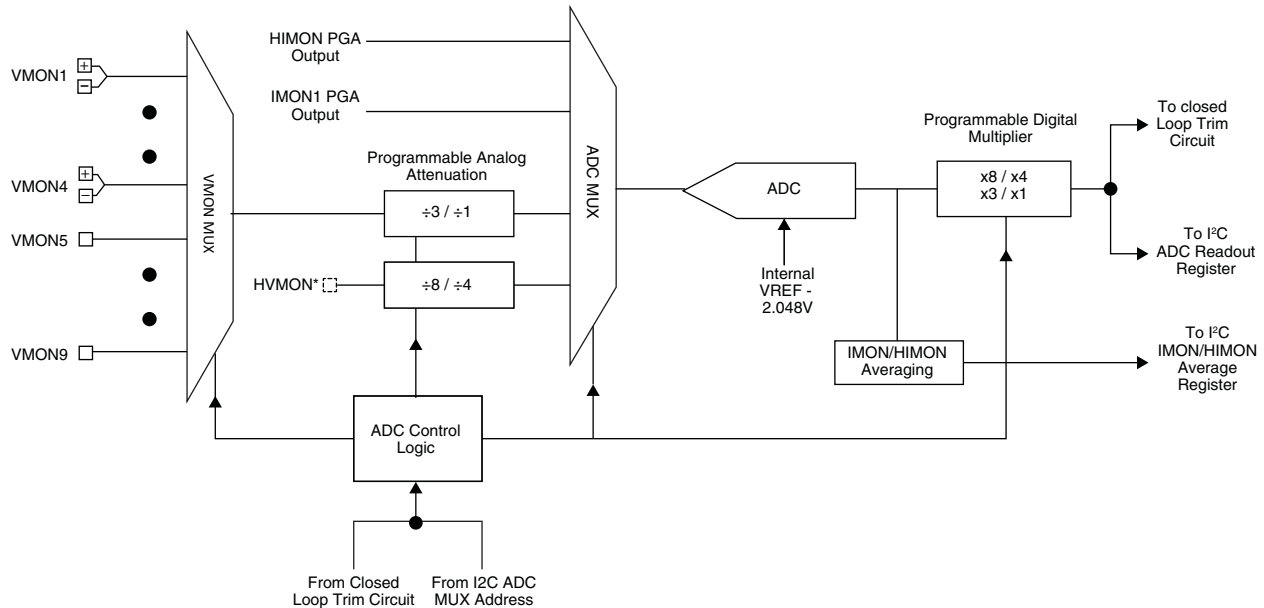 HIMON PGA
Output
VMON1
+
−
IMON1 PGA
Output
To closed
Loop Trim
Circuit
Programmable Digital
Multiplier
Programmable Analog
Attenuation
VMON4
+
−
VMON MUX
ADC MUX
ADC
x8 / x4
x3 / x1
÷3 / ÷1
VMON5
To I²C
ADC Readout
Register
HVMON*
÷8 / ÷4
Internal
VREF -
2.048V
VMON9
IMON/HIMON
Averaging
To I²C
IMON/HIMON
Average
Register
ADC Control
Logic
From Closed
Loop Trim Circuit
From I2C ADC
MUX Address